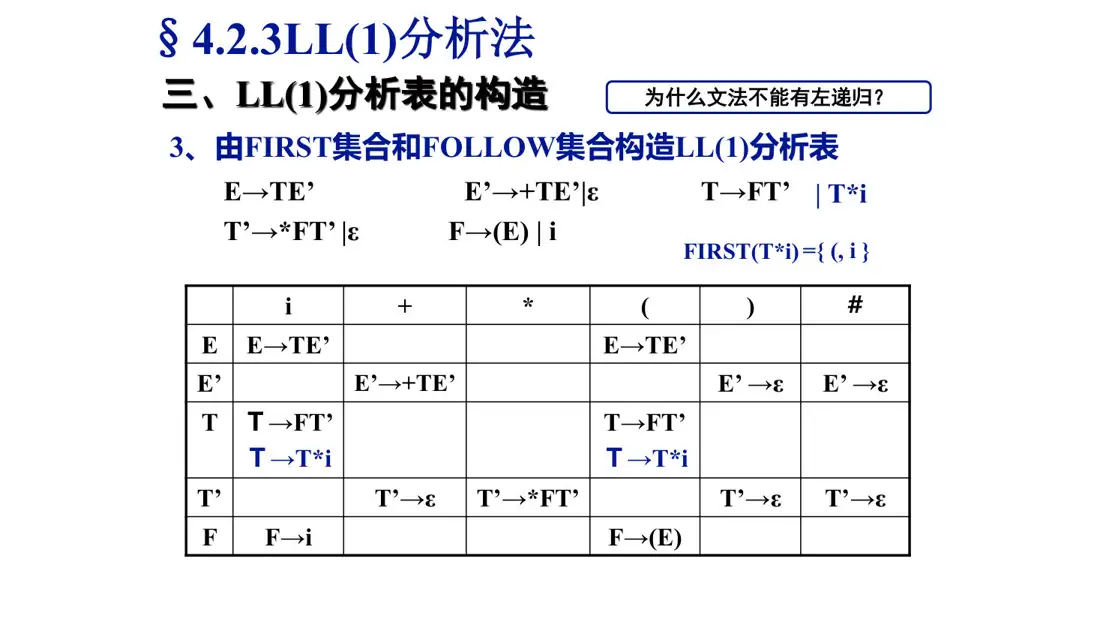 §4.2.3LL(1)分析法
三、LL(1)分析表的构造
为什么文法不能有左递归？
3、由FIRST集合和FOLLOW集合构造LL(1)分析表
E→TE’ E’→+TE’|ε T→FT’ | T*i
T’→*FT’ |ε F→(E) | i
FIRST(T*i)={ (, i }
i + * ( ) #
E E→TE’ E→TE’
E’ E’→+TE’ E’→ε E’→ε
T T→FT’ T→FT’
T→T*i T→T*i
T’ T’→ε T’→*FT’ T’→ε T’→ε
F F→i F→(E)